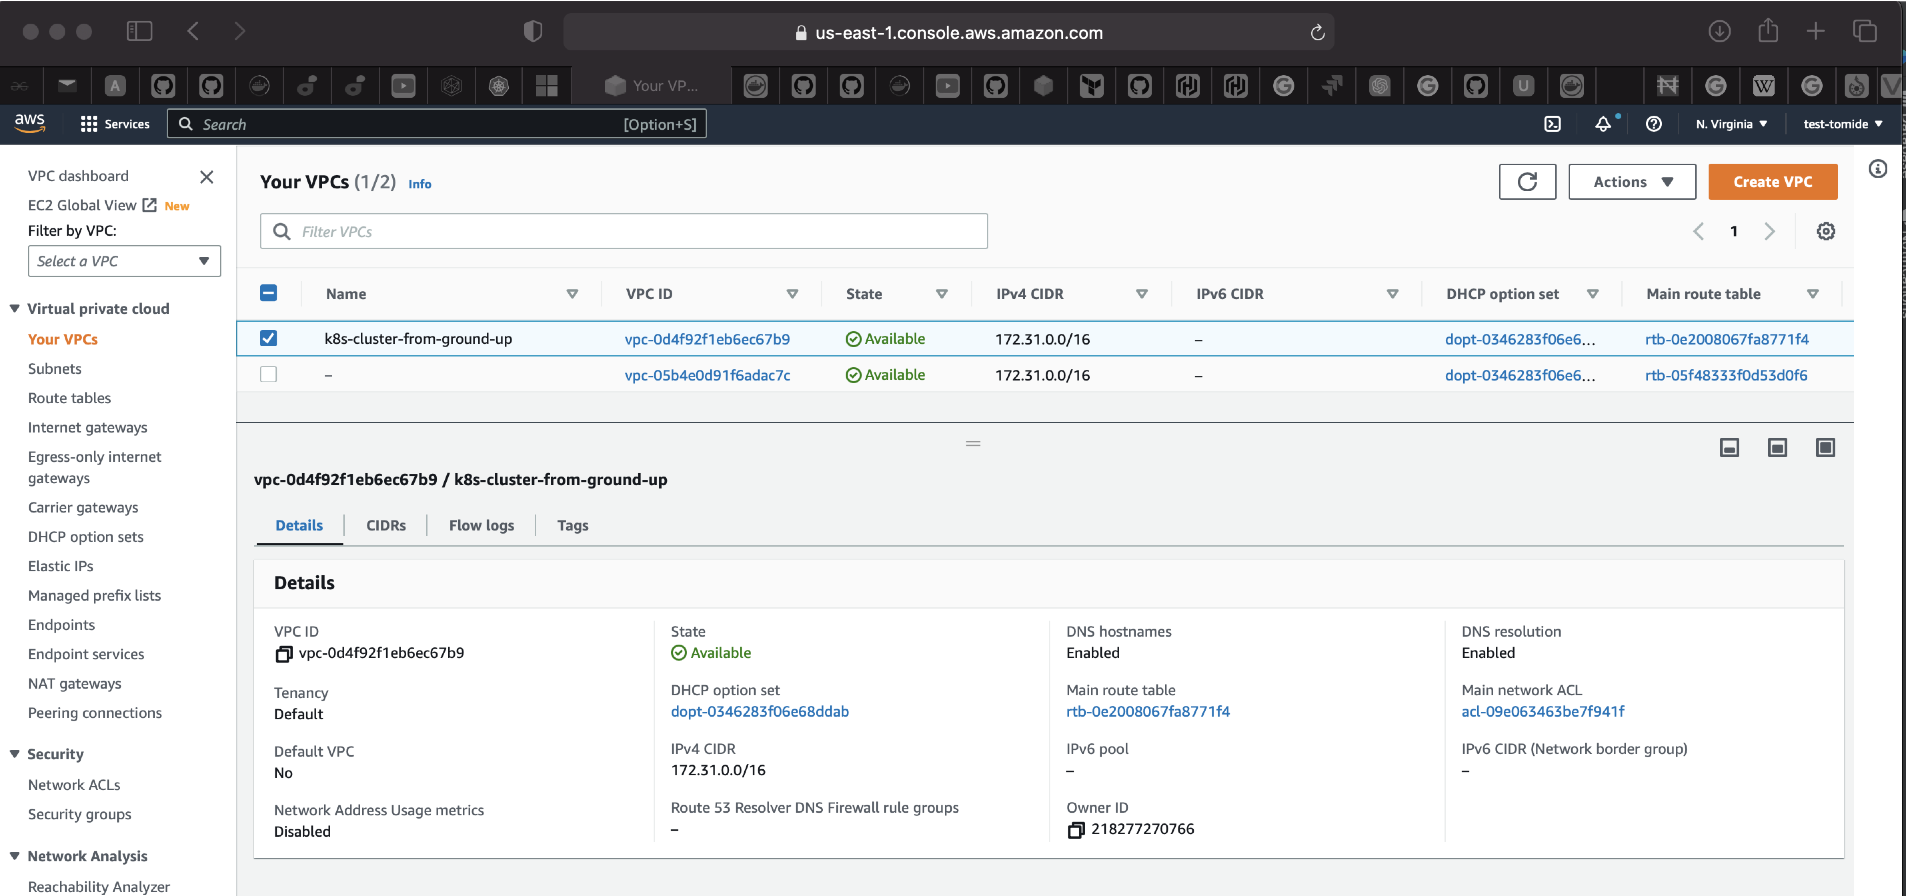 us-east-1.console.aws.amazon.com
Your VP...
aws
Services
Search
[Option+S]
N. Virginia
test-tomide
VPC dashboard
EC2 Global View New
Filter by VPC:
Select a VPC
Virtual private cloud
Your VPCs
Subnets
Route tables
Internet gateways
Egress-only internet
gateways
Carrier gateways
DHCP option sets
Elastic IPs
Managed prefix lists
Endpoints
Endpoint services
NAT gateways
Peering connections
Security
Network ACLs
Security groups
Network Analysis
Reachability Analyzer
Your VPCs (1/2) Info
Actions
Create VPC
Filter VPCs
1
Name VPC ID State IPv4 CIDR IPv6 CIDR DHCP option set Main route table
k8s-cluster-from-ground-up vpc-0d4f92f1eb6ec67b9 Available 172.31.0.0/16 – dopt-0346283f06e6... rtb-0e2008067fa8771f4
– vpc-05b4e0d91f6adac7c Available 172.31.0.0/16 – dopt-0346283f06e6... rtb-05f48333f0d53d0f6
vpc-0d4f92f1eb6ec67b9 / k8s-cluster-from-ground-up
Details CIDRs Flow logs Tags
Details
VPC ID
vpc-0d4f92f1eb6ec67b9
Tenancy
Default
Default VPC
No
Network Address Usage metrics
Disabled
State
Available
DHCP option set
dopt-0346283f06e68ddab
IPv4 CIDR
172.31.0.0/16
Route 53 Resolver DNS Firewall rule groups
–
DNS hostnames
Enabled
Main route table
rtb-0e2008067fa8771f4
IPv6 pool
–
Owner ID
218277270766
DNS resolution
Enabled
Main network ACL
acl-09e063463be7f941f
IPv6 CIDR (Network border group)
–